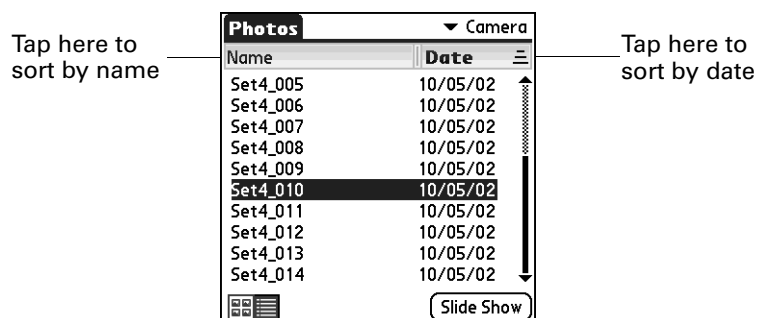 Tap here to
sort by name
Photos
Camera
Name Date
Set4_005 10/05/02
Set4_006 10/05/02
Set4_007 10/05/02
Set4_008 10/05/02
Set4_009 10/05/02
Set4_010 10/05/02
Set4_011 10/05/02
Set4_012 10/05/02
Set4_013 10/05/02
Set4_014 10/05/02
Slide Show
Tap here to
sort by date